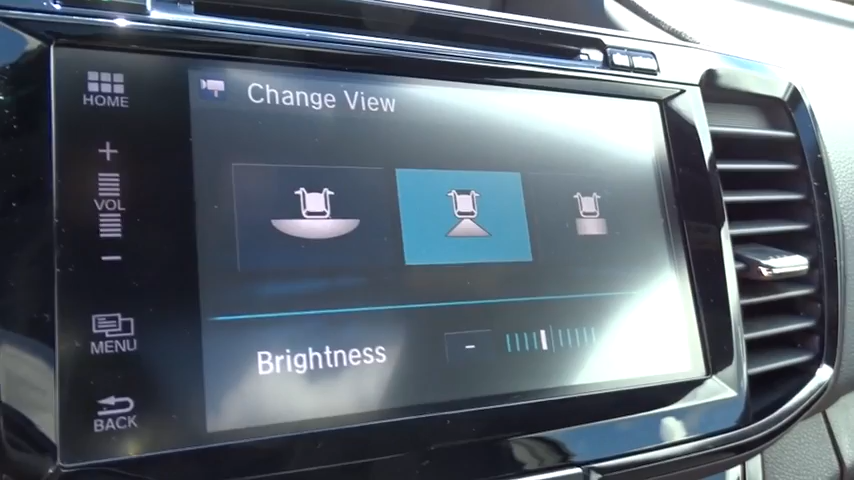 HOME
+
VOL
-
MENU
BACK
Change View
Brightness
-